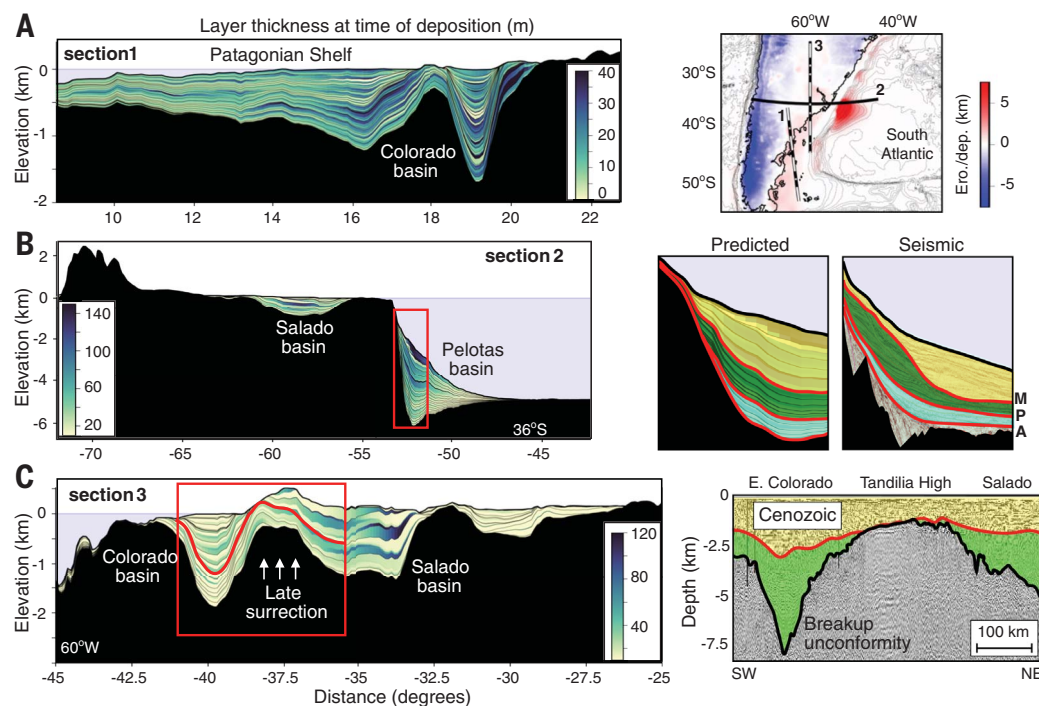 A
Layer thickness at time of deposition (m)
section1
Patagonian Shelf
Elevation (km)
0
-1
-2
Colorado
basin
40
30
20
10
0
10
12
14
16
18
20
22
60°W
3
2
1
30°S
40°S
50°S
South
Atlantic
Ero./dep. (km)
5
0
-5
B
section 2
Elevation (km)
2
0
-2
-4
-6
140
100
60
20
Salado
basin
Pelotas
basin
36°S
-70
-65
-60
-55
-50
-45
Predicted
Seismic
M
P
A
C
section 3
Elevation (km)
0
-1
-2
Colorado
basin
Late
surrection
Salado
basin
120
80
40
60°W
-45
-42.5
-40
-37.5
-35
-32.5
-30
-27.5
-25
Distance (degrees)
E. Colorado
Tandilia High
Salado
Cenozoic
Depth (km)
0
-2.5
-5
-7.5
Breakup
unconformity
100 km
SW
NE